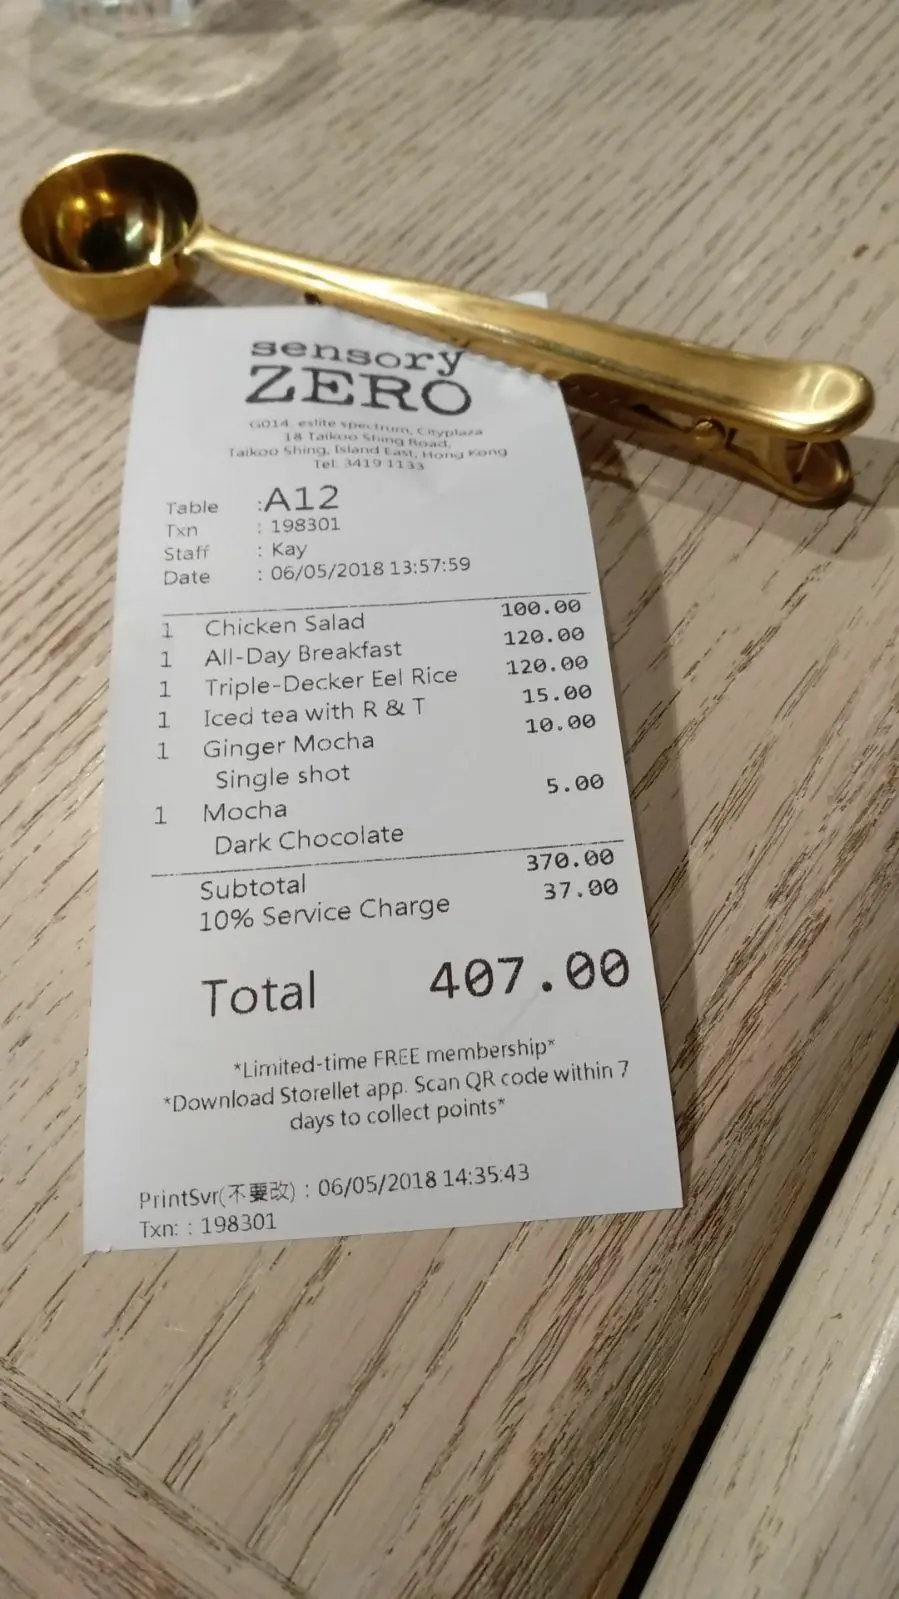 sensory
ZERO
G014, eslite spectrum, Cityplaza
18 Taikoo Shing Road,
Taikoo Shing, Island East, Hong Kong
Tel: 3419 1133
Table :A12
Txn : 198301
Staff : Kay
Date : 06/05/2018 13:57:59
1 Chicken Salad 100.00
1 All-Day Breakfast 120.00
1 Triple-Decker Eel Rice 120.00
1 Iced tea with R & T 15.00
1 Ginger Mocha 10.00
Single shot
1 Mocha 5.00
Dark Chocolate
Subtotal 370.00
10% Service Charge 37.00
Total 407.00
*Limited-time FREE membership*
*Download Storellet app. Scan QR code within 7
days to collect points*
PrintSvr(不要改) : 06/05/2018 14:35:43
Txn: : 198301